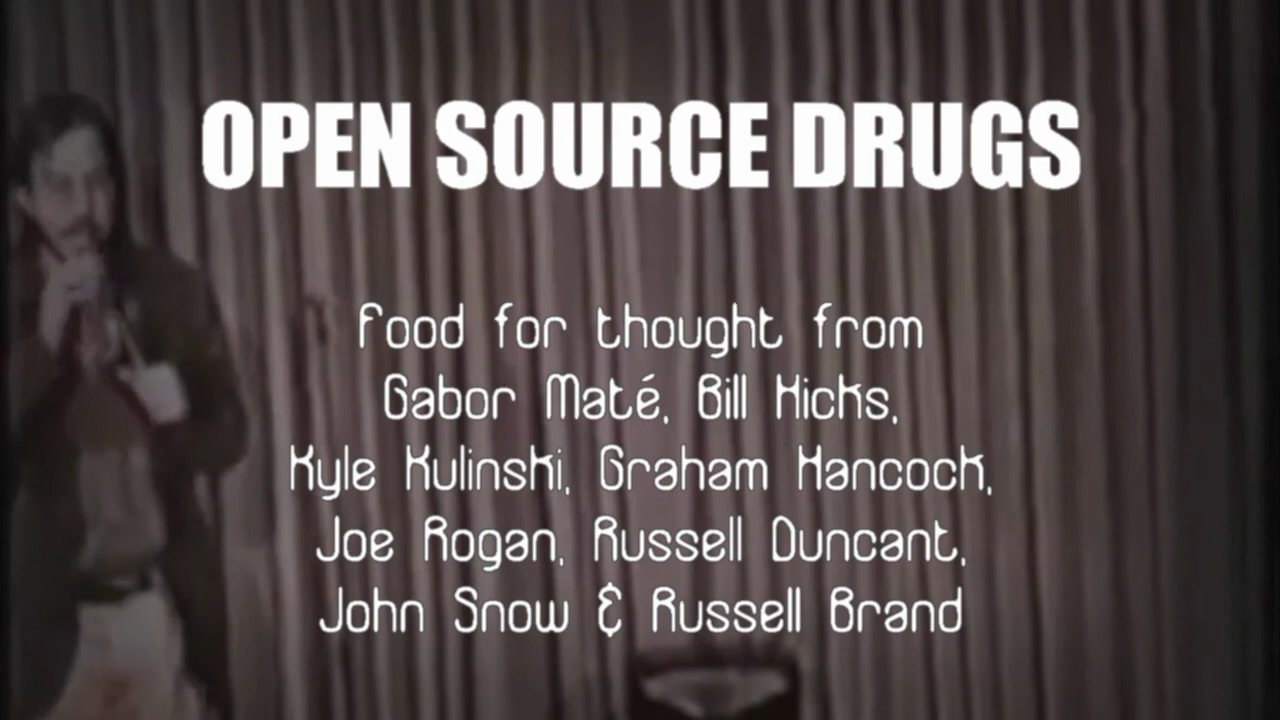 OPEN SOURCE DRUGS
Food for thought from
Gabor Maté, Bill Hicks,
Kyle Kulinski, Graham Hancock,
Joe Rogan, Russell Duncant,
John Snow & Russell Brand